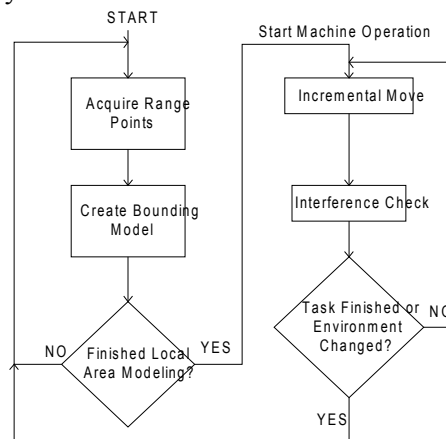 START
Acquire Range
Points
Create Bounding
Model
NO
Finished Local
Area Modeling?
YES
Start Machine Operation
Incremental Move
Interference Check
Task Finished or
Environment
Changed?
NO
YES